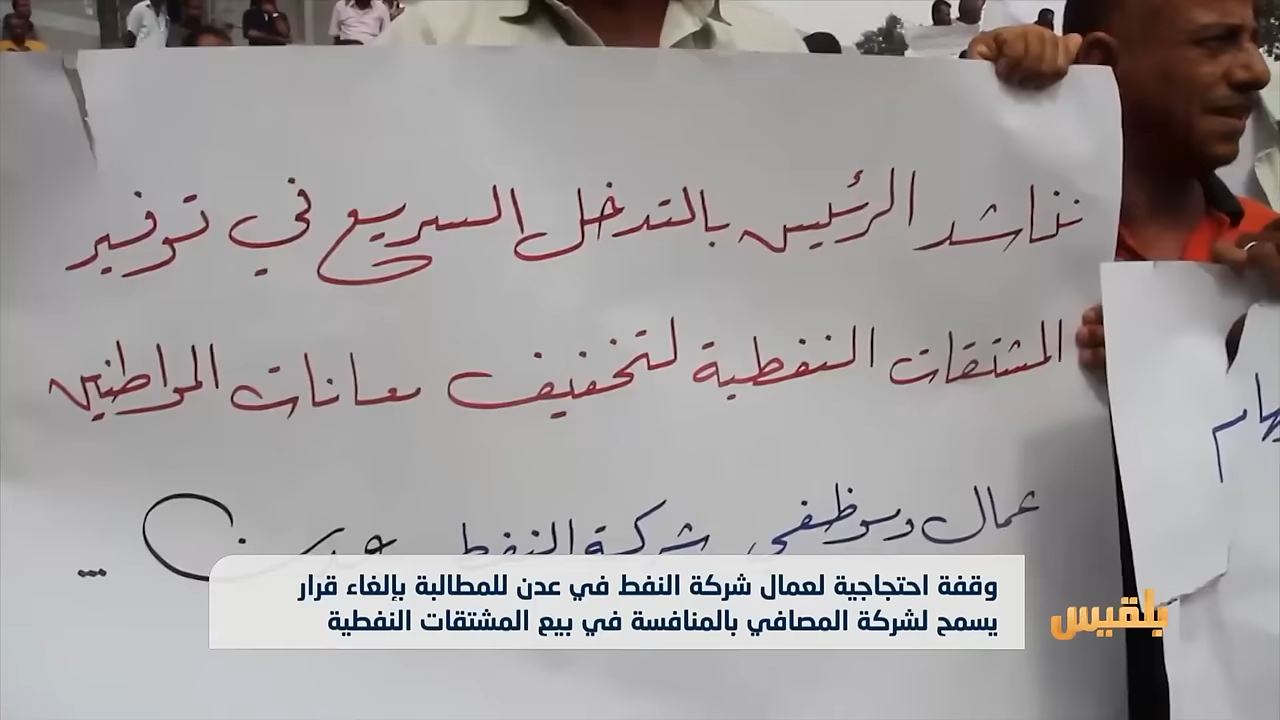 نناشد الرئيس بالتدخل السريع في توفير
المشتقات النفطية لتخفيف معانات المواطنين
عمال وموظفي شركة النفط عدن ...
وقفة احتجاجية لعمال شركة النفط في عدن للمطالبة بإلغاء قرار
يسمح لشركة المصافي بالمنافسة في بيع المشتقات النفطية
بلقيس